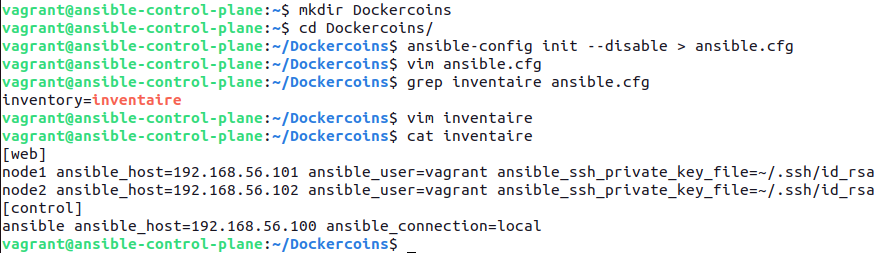 vagrant@ansible-control-plane:~$ mkdir Dockercoins
vagrant@ansible-control-plane:~$ cd Dockercoins/
vagrant@ansible-control-plane:~/Dockercoins$ ansible-config init --disable > ansible.cfg
vagrant@ansible-control-plane:~/Dockercoins$ vim ansible.cfg
vagrant@ansible-control-plane:~/Dockercoins$ grep inventaire ansible.cfg
inventory=inventaire
vagrant@ansible-control-plane:~/Dockercoins$ vim inventaire
vagrant@ansible-control-plane:~/Dockercoins$ cat inventaire
[web]
node1 ansible_host=192.168.56.101 ansible_user=vagrant ansible_ssh_private_key_file=~/.ssh/id_rsa
node2 ansible_host=192.168.56.102 ansible_user=vagrant ansible_ssh_private_key_file=~/.ssh/id_rsa
[control]
ansible ansible_host=192.168.56.100 ansible_connection=local
vagrant@ansible-control-plane:~/Dockercoins$ _